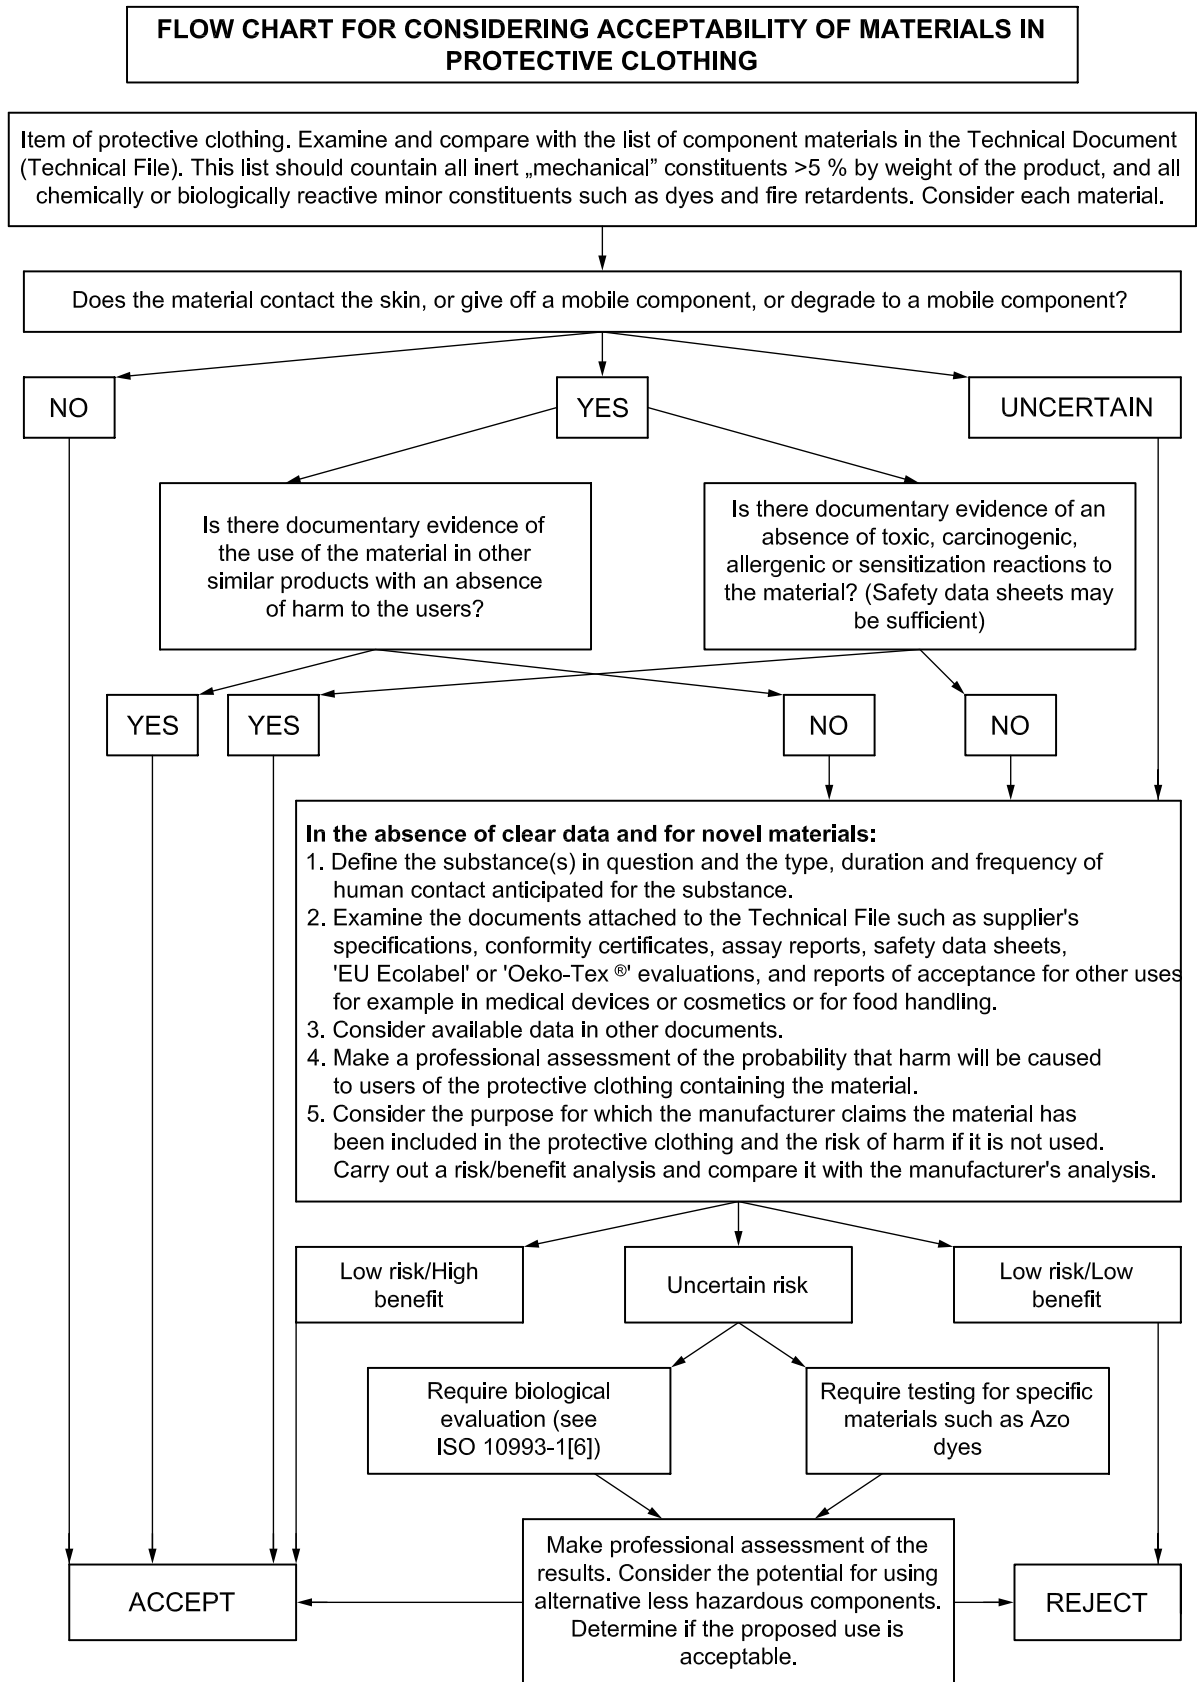 FLOW CHART FOR CONSIDERING ACCEPTABILITY OF MATERIALS IN
PROTECTIVE CLOTHING
Item of protective clothing. Examine and compare with the list of component materials in the Technical Document
(Technical File). This list should countain all inert „mechanical” constituents >5 % by weight of the product, and all
chemically or biologically reactive minor constituents such as dyes and fire retardents. Consider each material.
Does the material contact the skin, or give off a mobile component, or degrade to a mobile component?
NO
YES
UNCERTAIN
Is there documentary evidence of
the use of the material in other
similar products with an absence
of harm to the users?
Is there documentary evidence of an
absence of toxic, carcinogenic,
allergenic or sensitization reactions to
the material? (Safety data sheets may
be sufficient)
YES
YES
NO
NO
In the absence of clear data and for novel materials:
1. Define the substance(s) in question and the type, duration and frequency of
human contact anticipated for the substance.
2. Examine the documents attached to the Technical File such as supplier's
specifications, conformity certificates, assay reports, safety data sheets,
'EU Ecolabel' or 'Oeko-Tex ®' evaluations, and reports of acceptance for other uses
for example in medical devices or cosmetics or for food handling.
3. Consider available data in other documents.
4. Make a professional assessment of the probability that harm will be caused
to users of the protective clothing containing the material.
5. Consider the purpose for which the manufacturer claims the material has
been included in the protective clothing and the risk of harm if it is not used.
Carry out a risk/benefit analysis and compare it with the manufacturer's analysis.
Low risk/High
benefit
Uncertain risk
Low risk/Low
benefit
Require biological
evaluation (see
ISO 10993-1[6])
Require testing for specific
materials such as Azo
dyes
Make professional assessment of the
results. Consider the potential for using
alternative less hazardous components.
Determine if the proposed use is
acceptable.
ACCEPT
REJECT